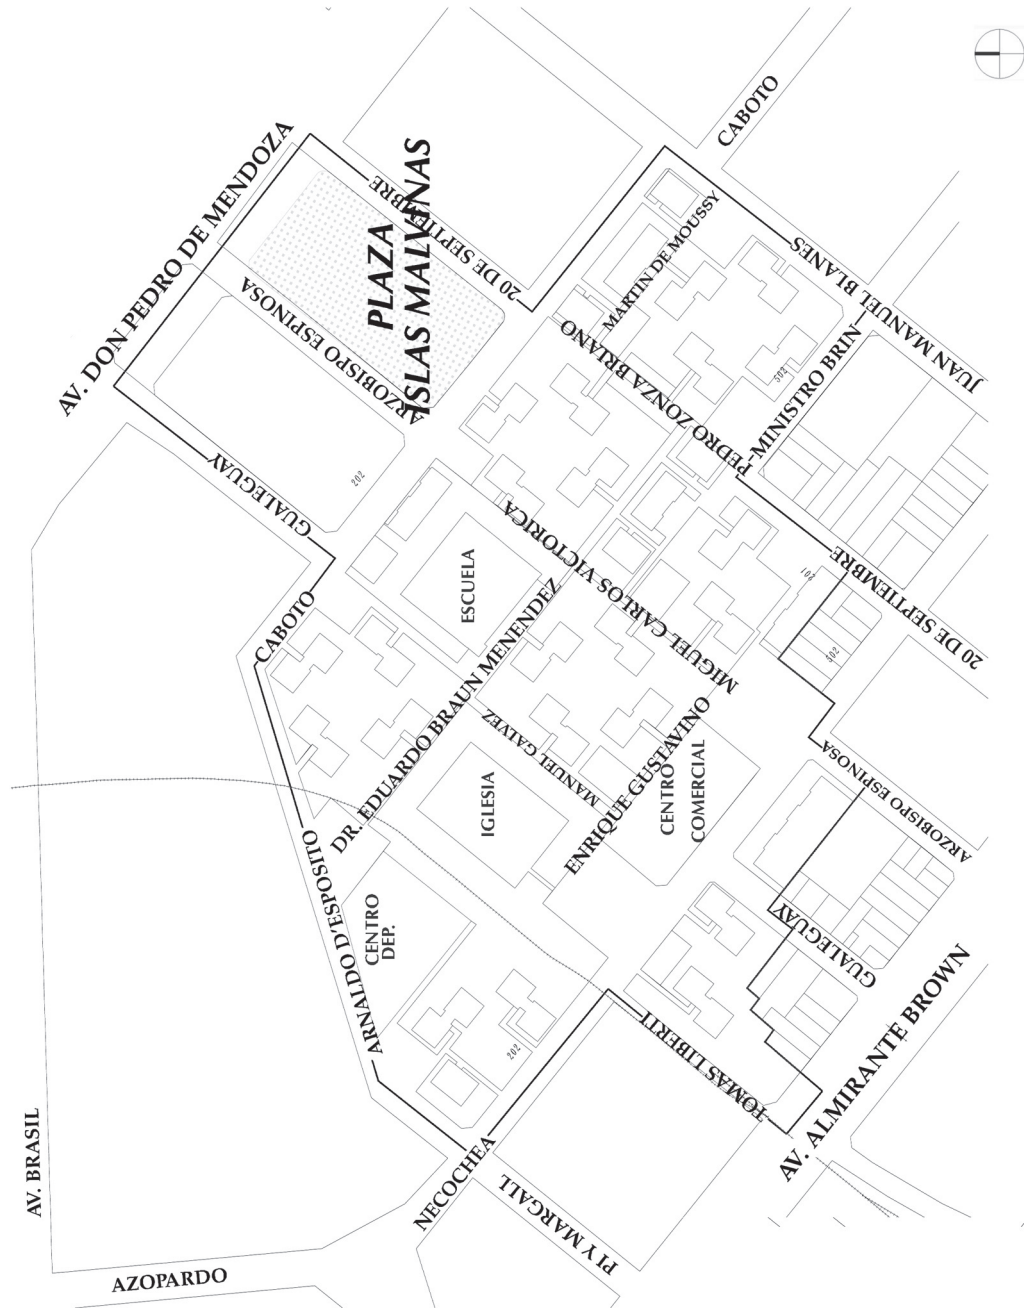 CABOTO
AV. DON PEDRO DE MENDOZA
PLAZA
ISLAS MALVINAS
20 DE SEPTIEMBRE
ARZOBISPO ESPINOSA
MARTIN DE MOUSSY
JUAN MANUEL BLANES
PEDRO ZONZA BRIANO
MINISTRO BRIN
502
GUALEGUAY
202
MIGUEL CARLOS VICTORICA
ESCUELA
CABOTO
DR. EDUARDO BRAUN MENENDEZ
102
20 DE SEPTIEMBRE
302
MANUEL GALVEZ
ENRIQUE GUSTAVINO
CENTRO
COMERCIAL
IGLESIA
ARZOBISPO ESPINOSA
ARNALDO D'ESPOSITO
CENTRO
DEP.
GUALEGUAY
AV. ALMIRANTE BROWN
202
TOMAS LIBERTI
AV. BRASIL
NECOCHEA
PI Y MARGALL
AZOPARDO